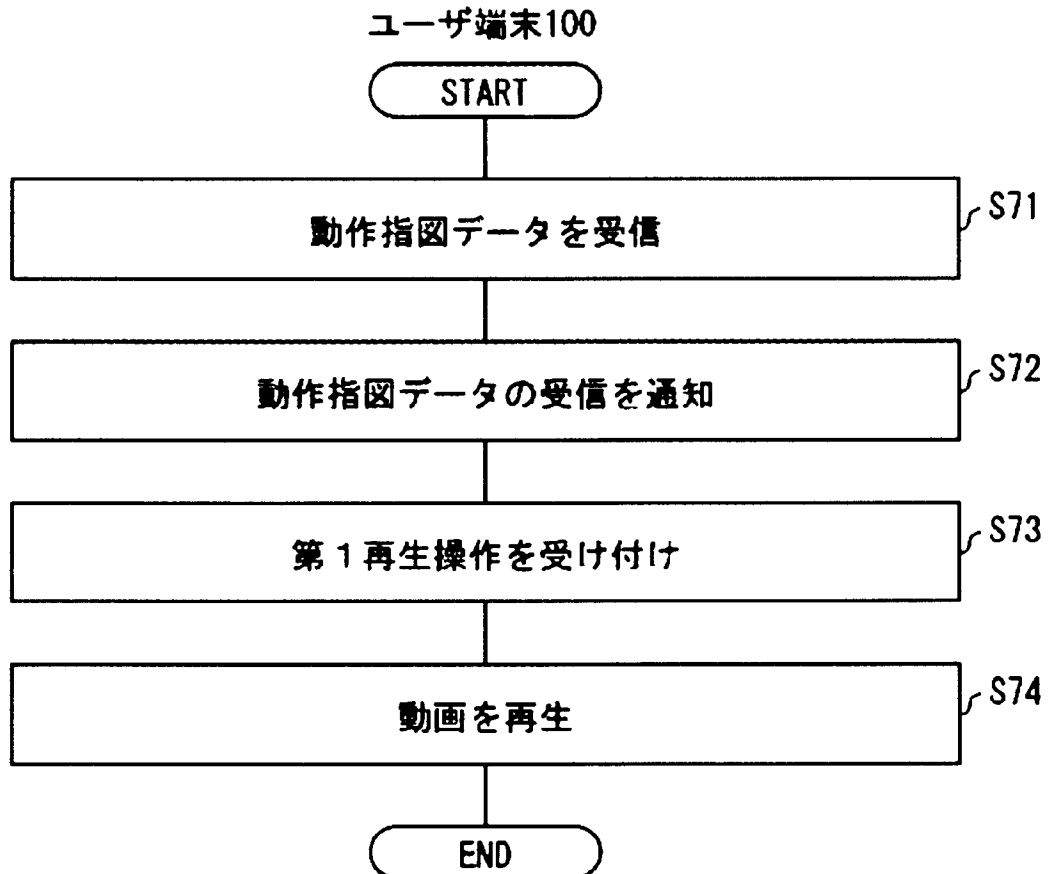 ユーザ端末100
START
動作指図データを受信
S71
動作指図データの受信を通知
S72
第1再生操作を受け付け
S73
動画を再生
S74
END